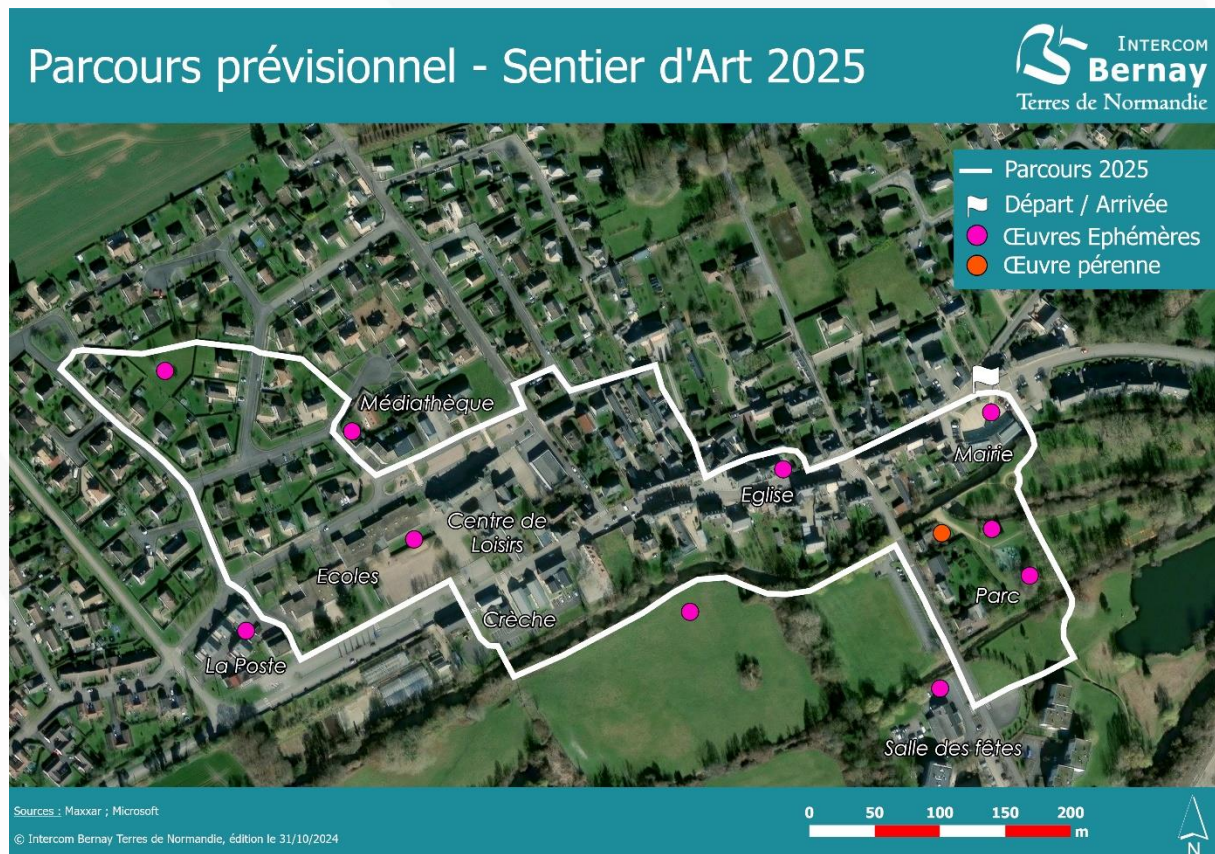 Parcours prévisionnel - Sentier d'Art 2025
INTERCOM
Bernay
Terres de Normandie
Parcours 2025
Départ / Arrivée
Œuvres Ephémères
Œuvre pérenne
Médiathèque
Mairie
Eglise
Centre de
Loisirs
Ecoles
Parc
Crèche
La Poste
Salle des fêtes
Sources : Maxxar ; Microsoft
© Intercom Bernay Terres de Normandie, édition le 31/10/2024
0 50 100 150 200
m
N